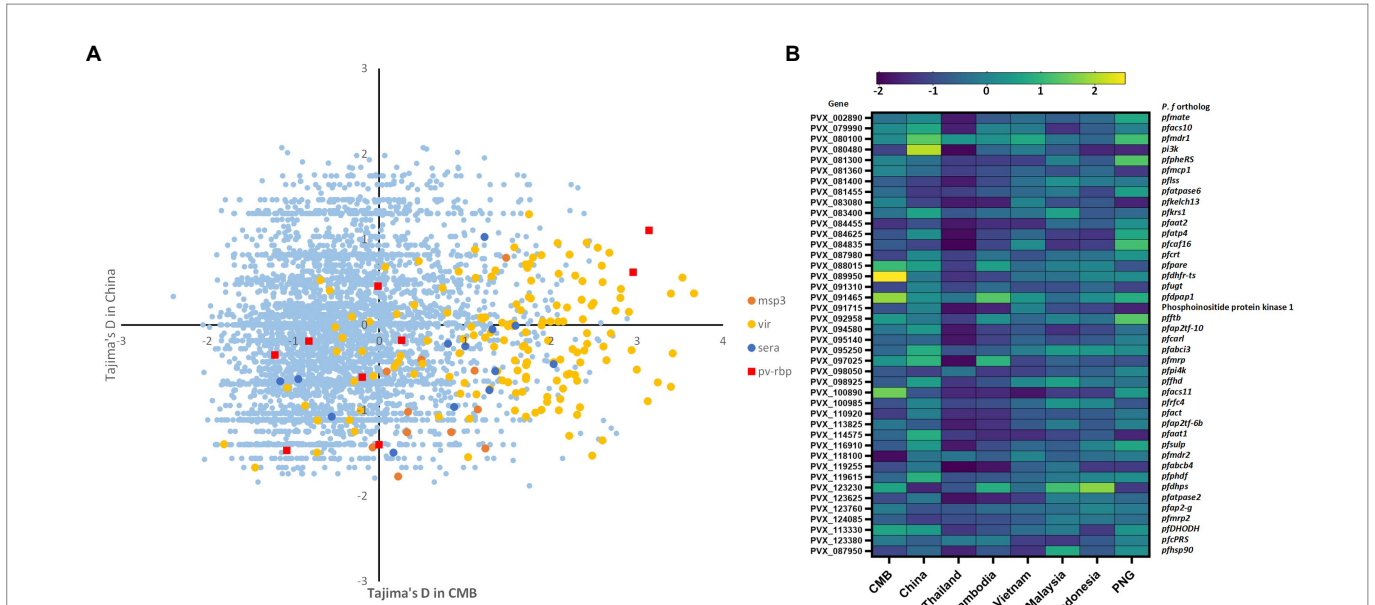 A
3
2
1
0
-1
-2
-3
-3
-2
-1
0
1
2
3
4
Tajima's D in China
Tajima's D in CMB
msp3
vir
sera
pv-rbp
B
-2 -1 0 1 2
Gene P. f ortholog
PVX_002890 pfmate
PVX_079990 pfacs10
PVX_080100 pfmdr1
PVX_080480 pi3k
PVX_081300 pfpheRS
PVX_081360 pfmcp1
PVX_081400 pflss
PVX_081455 pfatpase6
PVX_083080 pfkelch13
PVX_083400 pfkrs1
PVX_084455 pfaat2
PVX_084625 pfatp4
PVX_084835 pfcaf16
PVX_087980 pfcrt
PVX_088015 pfpare
PVX_089950 pfdhfr-ts
PVX_091310 pfugt
PVX_091465 pfdpap1
PVX_091715 Phosphoinositide protein kinase 1
PVX_092958 pfftb
PVX_094580 pfap2tf-10
PVX_095140 pfcarl
PVX_095250 pfabci3
PVX_097025 pfmrp
PVX_098050 pfpi4k
PVX_098925 pffhd
PVX_100890 pfacs11
PVX_100985 pfrfc4
PVX_110920 pfact
PVX_113825 pfap2tf-6b
PVX_114575 pfaat1
PVX_116910 pfsulp
PVX_118100 pfmdr2
PVX_119255 pfabcb4
PVX_119615 pfphdf
PVX_123230 pfdhps
PVX_123625 pfatpase2
PVX_123760 pfap2-g
PVX_124085 pfmrp2
PVX_113330 pfDHODH
PVX_123380 pfcPRS
PVX_087950 pfhsp90
CMB China Thailand ambodia Vietnam Malaysia donesia PNG